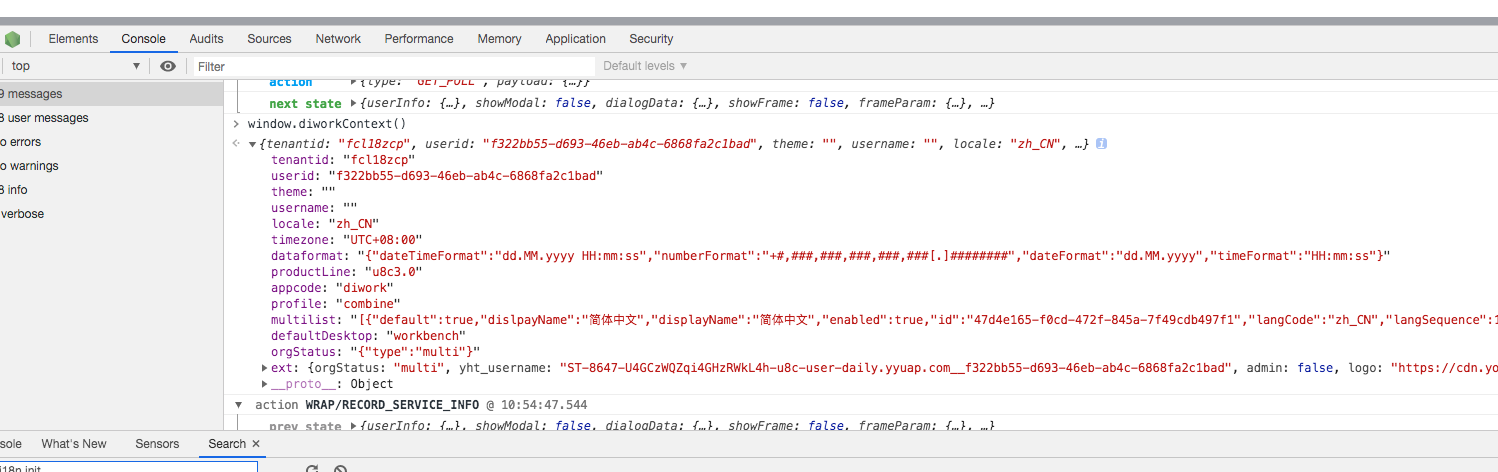 Elements Console Audits Sources Network Performance Memory Application Security
top Filter Default levels
action {type: "GET_POLL", payload: {…}}
9 messages
next state {userInfo: {…}, showModal: false, dialogData: {…}, showFrame: false, frameParam: {…}, …}
8 user messages
window.diworkContext()
o errors
{tenantid: "fcl18zcp", userid: "f322bb55-d693-46eb-ab4c-6868fa2c1bad", theme: "", username: "", locale: "zh_CN", …}
tenantid: "fcl18zcp"
o warnings
userid: "f322bb55-d693-46eb-ab4c-6868fa2c1bad"
8 info
theme: ""
username: ""
verbose
locale: "zh_CN"
timezone: "UTC+08:00"
dataformat: "{"dateTimeFormat":"dd.MM.yyyy HH:mm:ss","numberFormat":"+#,###,###,###,###,###[.]########","dateFormat":"dd.MM.yyyy","timeFormat":"HH:mm:ss"}"
productLine: "u8c3.0"
appcode: "diwork"
profile: "combine"
multilist: "[{"default":true,"dislpayName":"简体中文","displayName":"简体中文","enabled":true,"id":"47d4e165-f0cd-472f-845a-7f49cdb497f1","langCode":"zh_CN","langSequence":1
defaultDesktop: "workbench"
orgStatus: "{"type":"multi"}"
ext: {orgStatus: "multi", yht_username: "ST-8647-U4GCzWQZqi4GHzRWkL4h-u8c-user-daily.yyuap.com__f322bb55-d693-46eb-ab4c-6868fa2c1bad", admin: false, logo: "https://cdn.yo
__proto__: Object
action WRAP/RECORD_SERVICE_INFO @ 10:54:47.544
prev state {userInfo: {…}, showModal: false, dialogData: {…}, showFrame: false, frameParam: {…}, …}
sole What's New Sensors Search
i18n init